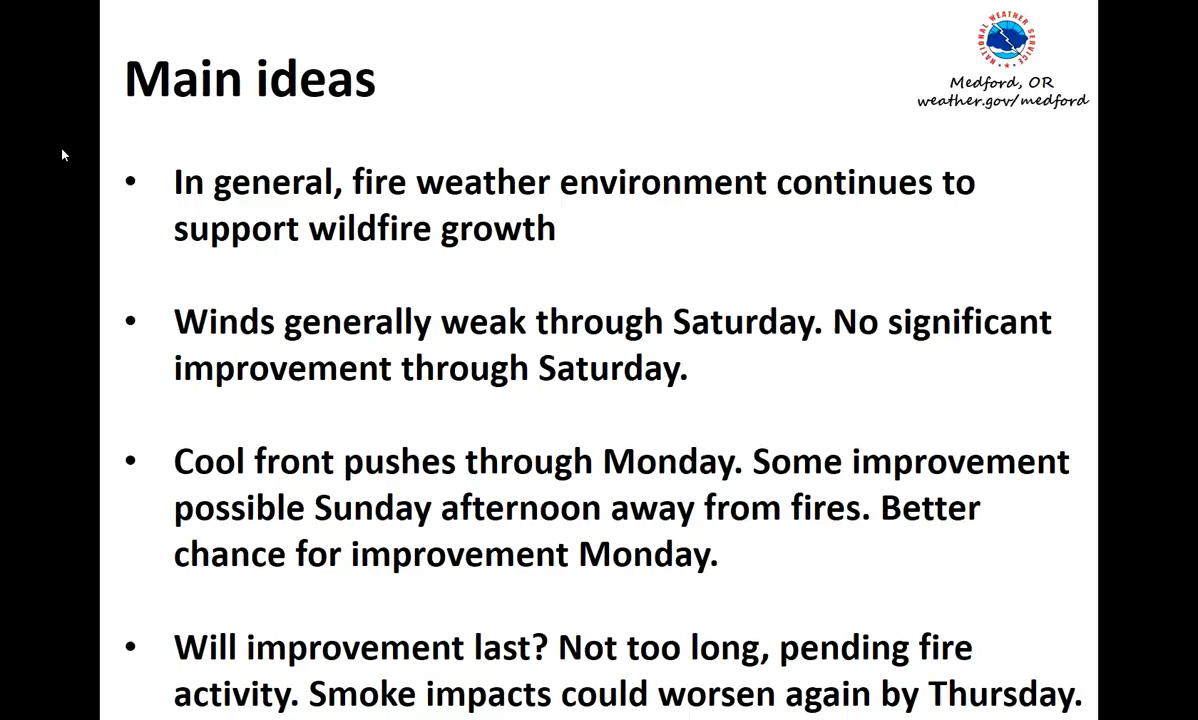 Main ideas
NATIONAL WEATHER SERVICE
Medford, OR
weather.gov/medford
• In general, fire weather environment continues to
support wildfire growth
• Winds generally weak through Saturday. No significant
improvement through Saturday.
• Cool front pushes through Monday. Some improvement
possible Sunday afternoon away from fires. Better
chance for improvement Monday.
• Will improvement last? Not too long, pending fire
activity. Smoke impacts could worsen again by Thursday.